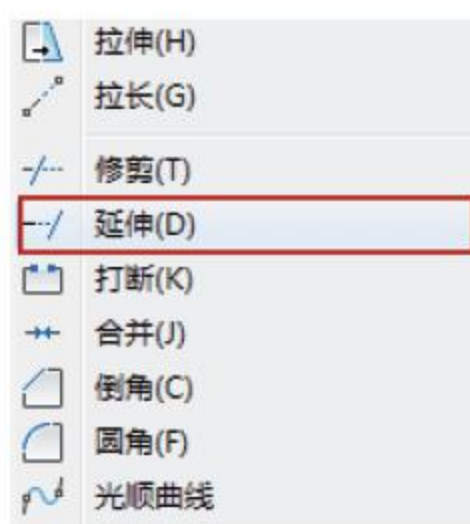 拉伸(H)
拉长(G)
修剪(T)
延伸(D)
打断(K)
合并(J)
倒角(C)
圆角(F)
光顺曲线